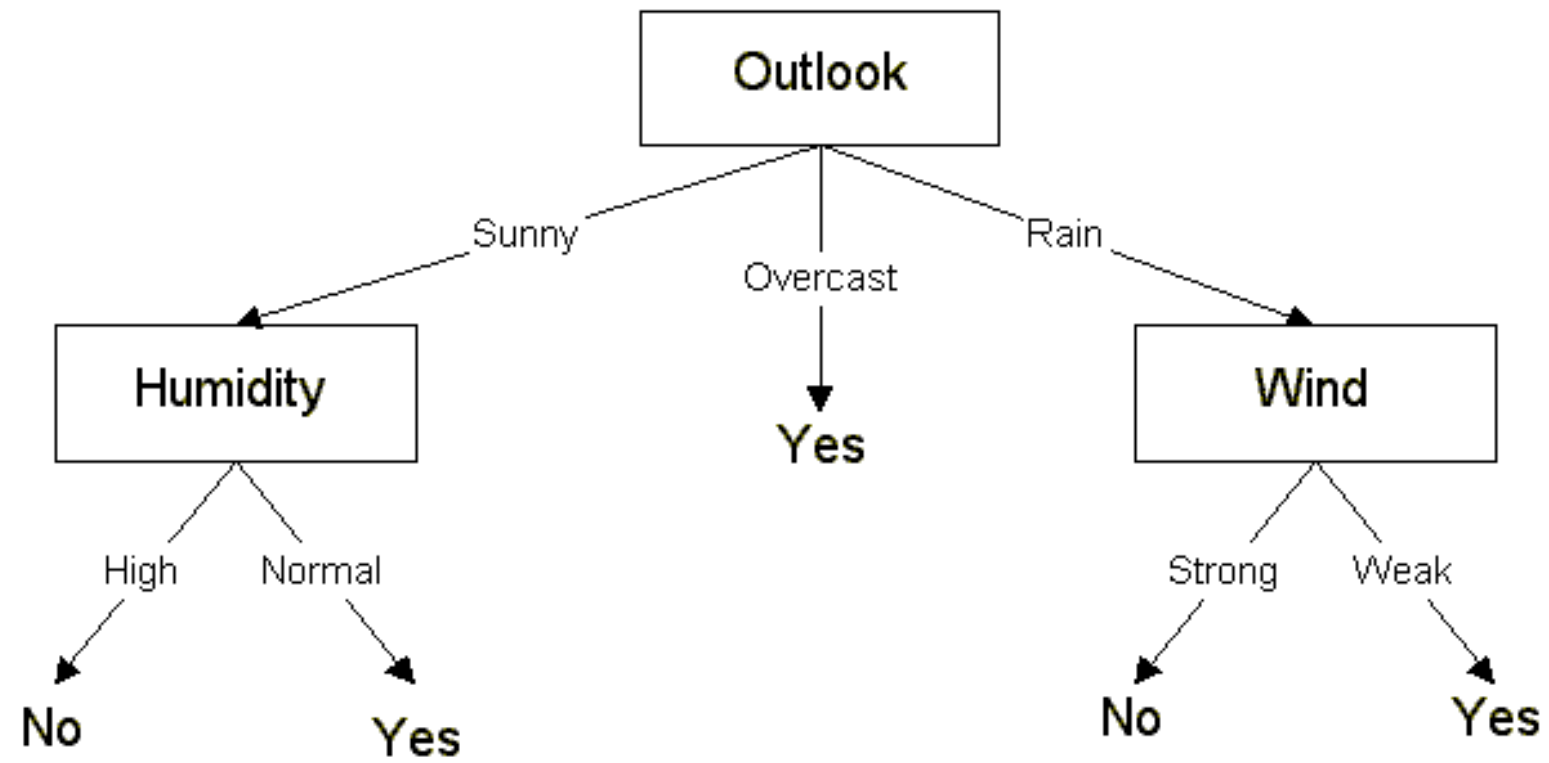 Outlook
Sunny
Rain
Overcast
Humidity
Wind
Yes
High
Normal
Strong
Weak
No
Yes
No
Yes